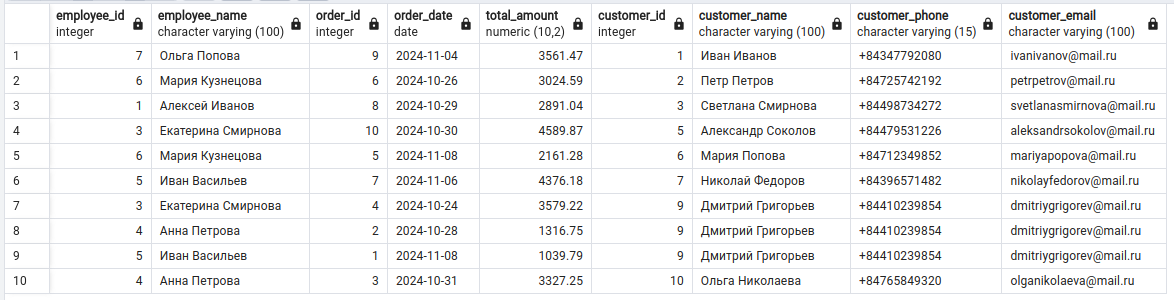 employee_id employee_name order_id order_date total_amount customer_id customer_name customer_phone customer_email
integer character varying (100) integer date numeric (10,2) integer character varying (100) character varying (15) character varying (100)
1 7 Ольга Попова 9 2024-11-04 3561.47 1 Иван Иванов +84347792080 ivanivanov@mail.ru
2 6 Мария Кузнецова 6 2024-10-26 3024.59 2 Петр Петров +84725742192 petrpetrov@mail.ru
3 1 Алексей Иванов 8 2024-10-29 2891.04 3 Светлана Смирнова +84498734272 svetlanasmirnova@mail.ru
4 3 Екатерина Смирнова 10 2024-10-30 4589.87 5 Александр Соколов +84479531226 aleksandrsokolov@mail.ru
5 6 Мария Кузнецова 5 2024-11-08 2161.28 6 Мария Попова +84712349852 mariyapopova@mail.ru
6 5 Иван Васильев 7 2024-11-06 4376.18 7 Николай Федоров +84396571482 nikolayfedorov@mail.ru
7 3 Екатерина Смирнова 4 2024-10-24 3579.22 9 Дмитрий Григорьев +84410239854 dmitriygrigorev@mail.ru
8 4 Анна Петрова 2 2024-10-28 1316.75 9 Дмитрий Григорьев +84410239854 dmitriygrigorev@mail.ru
9 5 Иван Васильев 1 2024-11-08 1039.79 9 Дмитрий Григорьев +84410239854 dmitriygrigorev@mail.ru
10 4 Анна Петрова 3 2024-10-31 3327.25 10 Ольга Николаева +84765849320 olganikolaeva@mail.ru